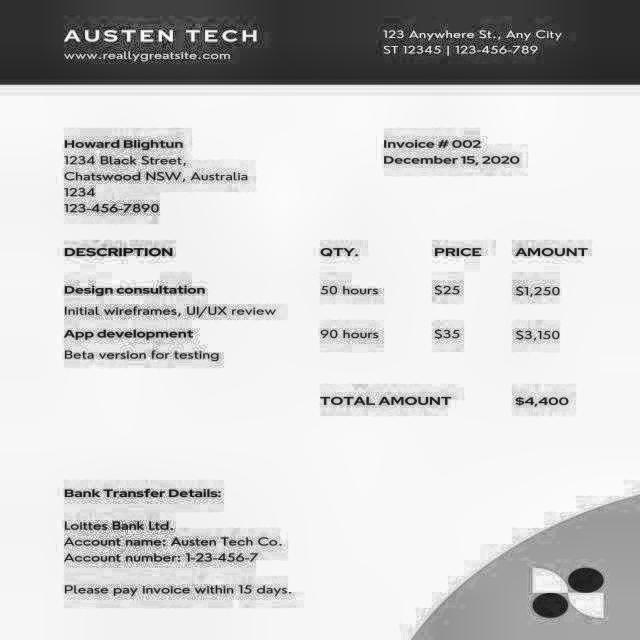 AUSTEN TECH
www.reallygreatsite.com
123 Anywhere St., Any City
ST 12345 | 123-456-789
Howard Blightun
1234 Black Street,
Chatswood NSW, Australia
1234
123-456-7890
Invoice # 002
December 15, 2020
DESCRIPTION QTY. PRICE AMOUNT
Design consultation 50 hours $25 $1,250
Initial wireframes, UI/UX review
App development 90 hours $35 $3,150
Beta version for testing
TOTAL AMOUNT $4,400
Bank Transfer Details:
Loittes Bank Ltd.
Account name: Austen Tech Co.
Account number: 1-23-456-7
Please pay invoice within 15 days.